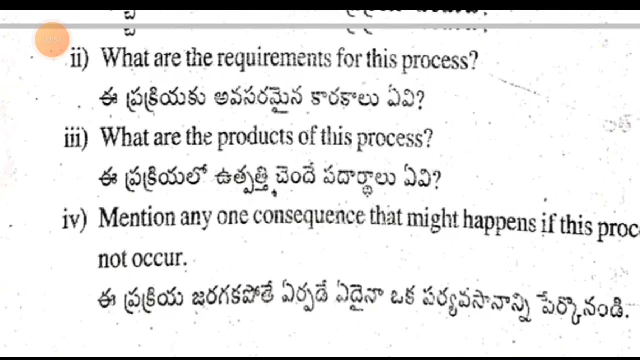 ii) What are the requirements for this process?
ఈ ప్రక్రియకు అవసరమైన కారకాలు ఏవి?
iii) What are the products of this process?
ఈ ప్రక్రియలో ఉత్పత్తి చెందే పదార్థాలు ఏవి?
iv) Mention any one consequence that might happens if this proc
not occur.
ఈ ప్రక్రియ జరగకపోతే ఏర్పడే ఏదైనా ఒక పర్యవసానాన్ని పేర్కొనండి.